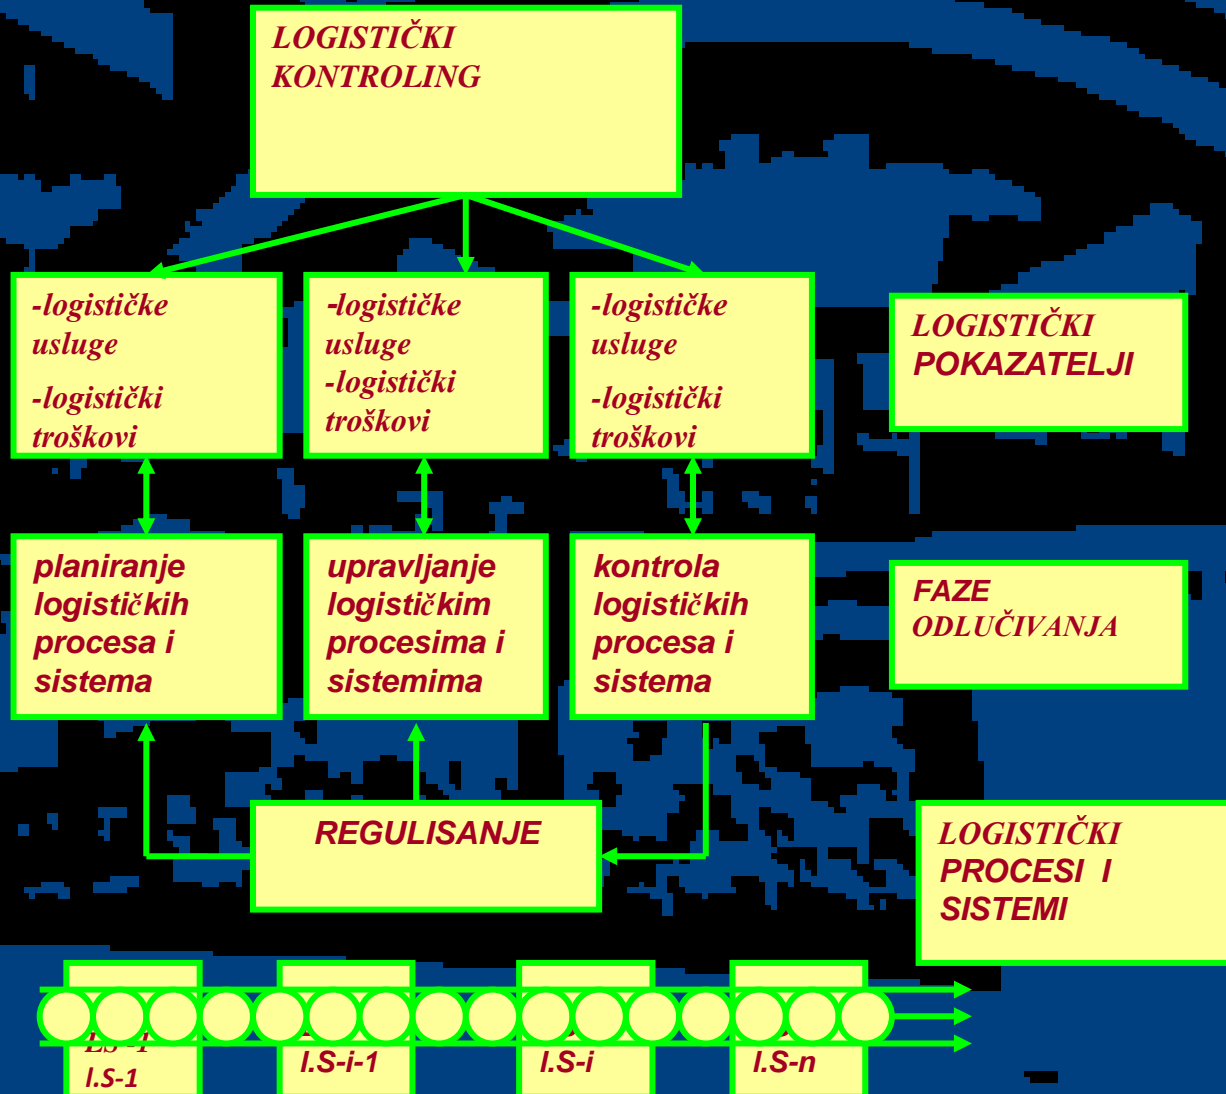 LOGISTIČKI
KONTROLING
-logističke
usluge
-logistički
troškovi
-logističke
usluge
-logistički
troškovi
-logističke
usluge
-logistički
troškovi
LOGISTIČKI
POKAZATELJI
planiranje
logističkih
procesa i
sistema
upravljanje
logističkim
procesima i
sistemima
kontrola
logističkih
procesa i
sistema
FAZE
ODLUČIVANJA
REGULISANJE
LOGISTIČKI
PROCESI I
SISTEMI
l.S-1
l.S-i-1
l.S-i
l.S-n